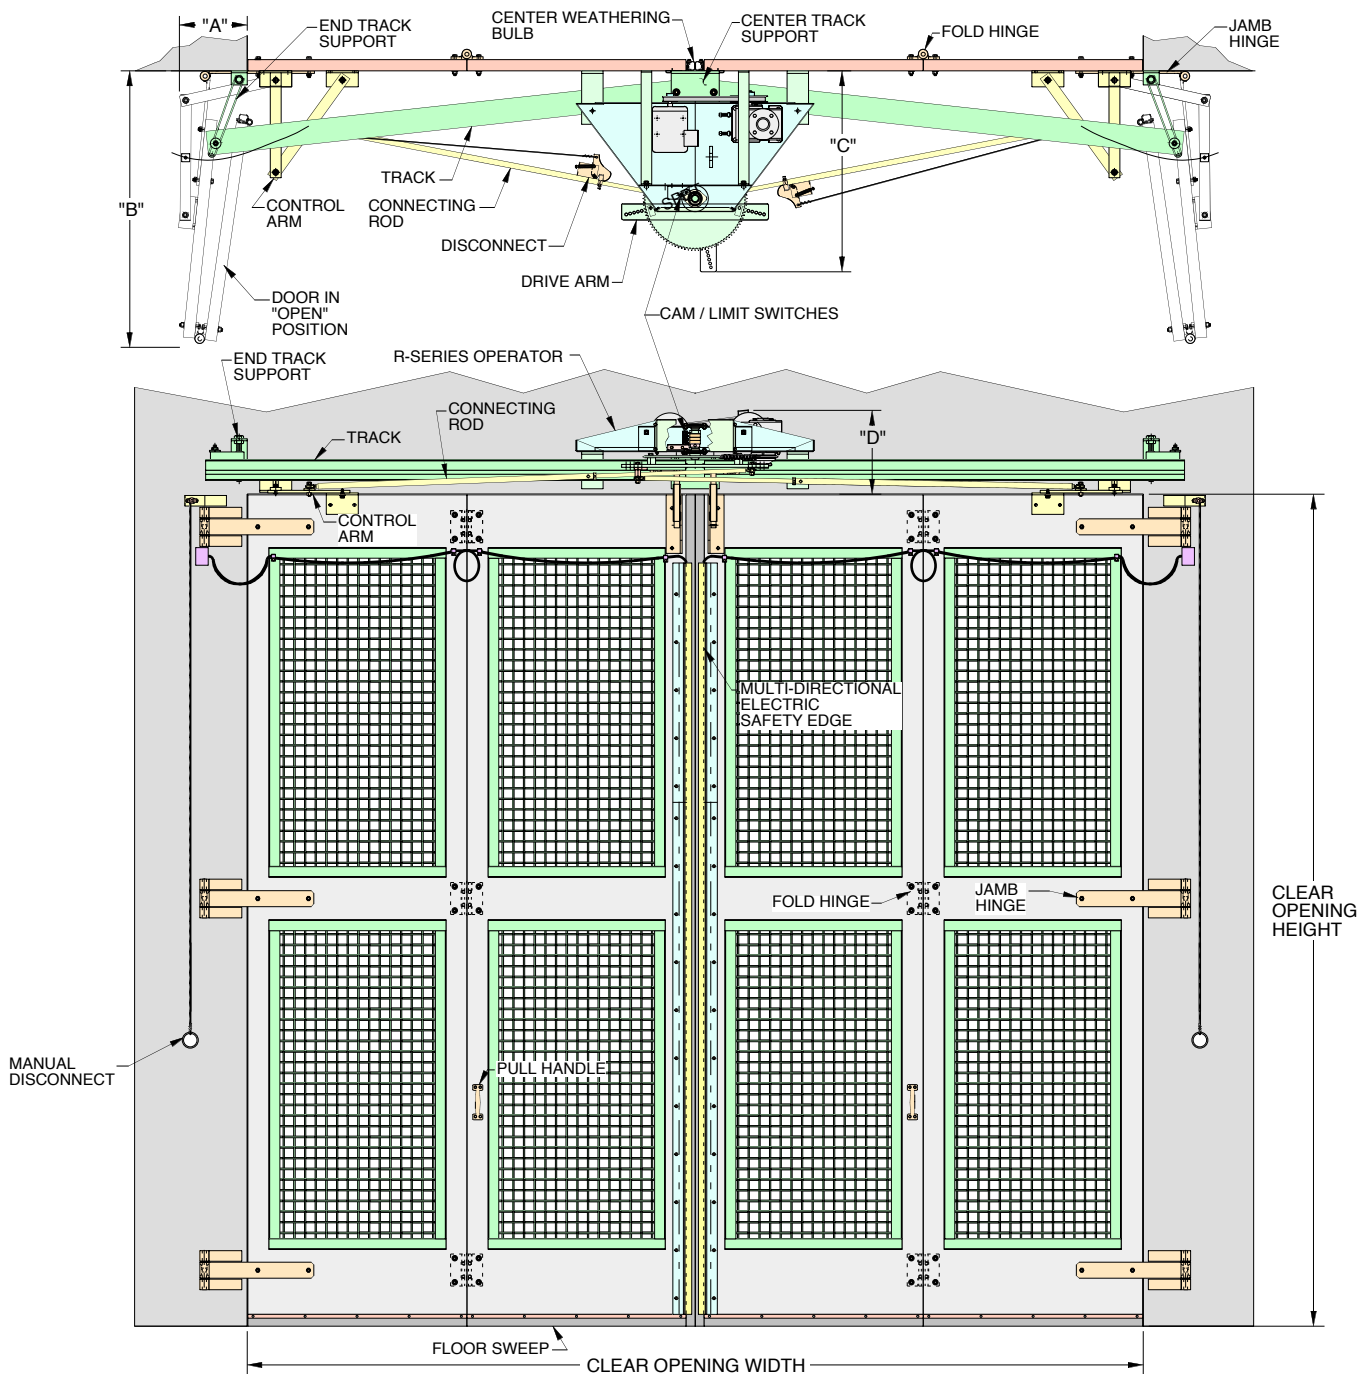 "A"
END TRACK
SUPPORT
CENTER WEATHERING
BULB
CENTER TRACK
SUPPORT
FOLD HINGE
JAMB
HINGE
"B"
"C"
TRACK
CONTROL
ARM
CONNECTING
ROD
DISCONNECT
DRIVE ARM
DOOR IN
"OPEN"
POSITION
CAM / LIMIT SWITCHES
END TRACK
SUPPORT
R-SERIES OPERATOR
CONNECTING
ROD
TRACK
"D"
CONTROL
ARM
MULTI-DIRECTIONAL
ELECTRIC
SAFETY EDGE
FOLD HINGE
JAMB
HINGE
CLEAR
OPENING
HEIGHT
MANUAL
DISCONNECT
PULL HANDLE
FLOOR SWEEP
CLEAR OPENING WIDTH